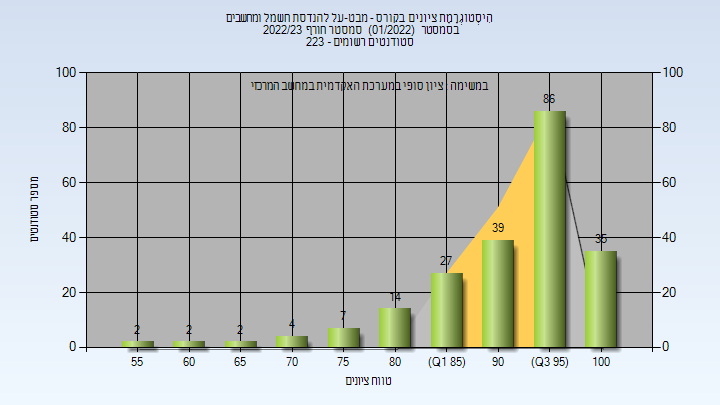 היסטוגרמת ציונים בקורס - מבט-על להנדסת חשמל ומחשבים
בסמסטר (01/2022) סמסטר חורף 2022/23
סטודנטים רשומים - 223
במשימה : ציון סופי במערכת האקדמית במחשב המרכזי
מספר סטודנטים
100 100
80 80
60 60
40 40
20 20
0 0
2 2 2 4 7 14 27 39 86 35
55 60 65 70 75 80 (Q1 85) 90 (Q3 95) 100
טווח ציונים